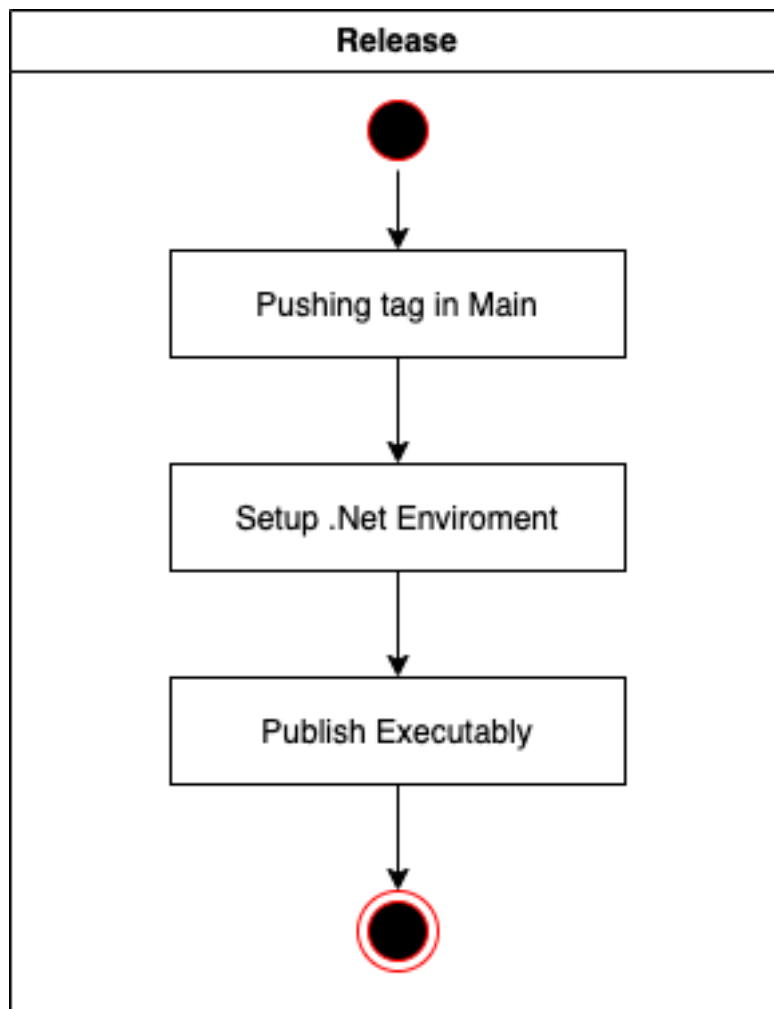 Release
Pushing tag in Main
Setup .Net Enviroment
Publish Executably